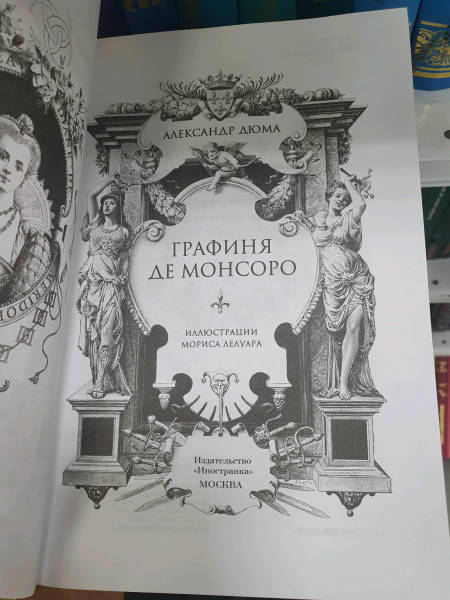 АЛЕКСАНДР ДЮМА
ГРАФИНЯ
ДЕ МОНСОРО
ИЛЛЮСТРАЦИИ
МОРИСА ЛЕЛУАРА
Издательство
«Иностранка»
МОСКВА